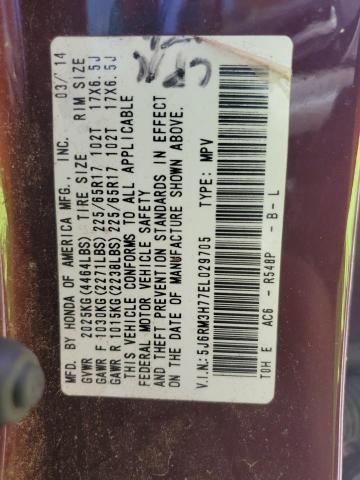 MFD. BY HONDA OF AMERICA MFG., INC. 03/'14
GVWR 2025KG(4464LBS) TIRE SIZE RIM SIZE
GAWR F 1030KG(2271LBS) 225/65R17 102T 17X6.5J
GAWR R 1015KG(2238LBS) 225/65R17 102T 17X6.5J
THIS VEHICLE CONFORMS TO ALL APPLICABLE
FEDERAL MOTOR VEHICLE SAFETY
AND THEFT PREVENTION STANDARDS IN EFFECT
ON THE DATE OF MANUFACTURE SHOWN ABOVE.
V.I.N.:5J6RM3H77EL029705 TYPE: MPV
TOH E AC6 - R548P - B - L